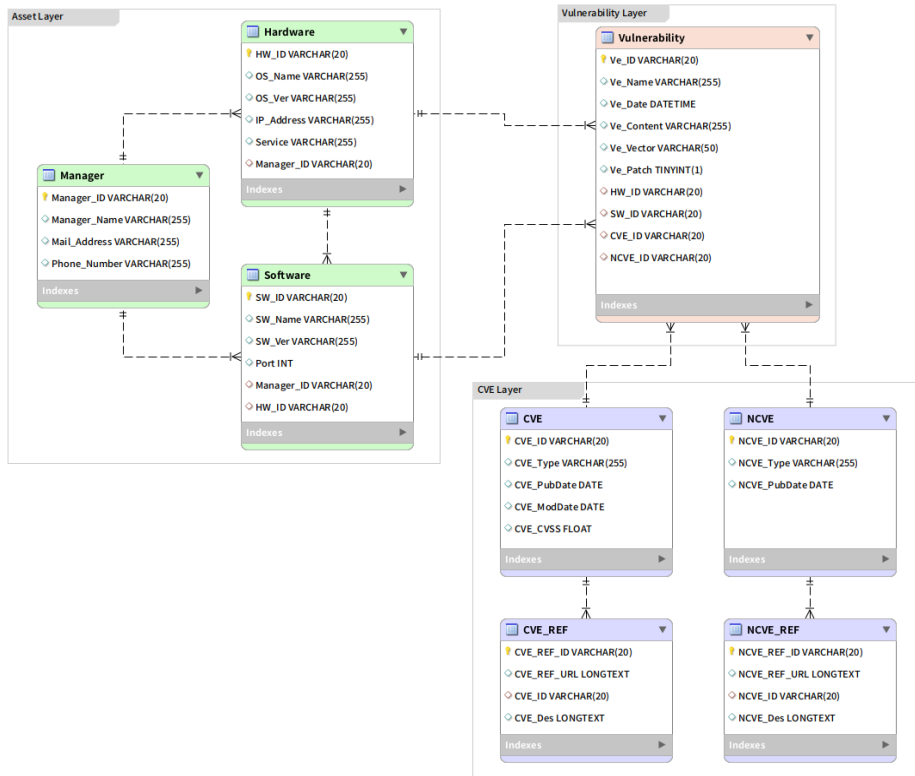 Asset Layer
Hardware
HW_ID VARCHAR(20)
OS_Name VARCHAR(255)
OS_Ver VARCHAR(255)
IP_Address VARCHAR(255)
Service VARCHAR(255)
Manager_ID VARCHAR(20)
Indexes
Manager
Manager_ID VARCHAR(20)
Manager_Name VARCHAR(255)
Mail_Address VARCHAR(255)
Phone_Number VARCHAR(255)
Indexes
Software
SW_ID VARCHAR(20)
SW_Name VARCHAR(255)
SW_Ver VARCHAR(255)
Port INT
Manager_ID VARCHAR(20)
HW_ID VARCHAR(20)
Indexes
Vulnerability Layer
Vulnerability
Ve_ID VARCHAR(20)
Ve_Name VARCHAR(255)
Ve_Date DATETIME
Ve_Content VARCHAR(255)
Ve_Vector VARCHAR(50)
Ve_Patch TINYINT(1)
HW_ID VARCHAR(20)
SW_ID VARCHAR(20)
CVE_ID VARCHAR(20)
NCVE_ID VARCHAR(20)
Indexes
CVE Layer
CVE
CVE_ID VARCHAR(20)
CVE_Type VARCHAR(255)
CVE_PubDate DATE
CVE_ModDate DATE
CVE_CVSS FLOAT
Indexes
NCVE
NCVE_ID VARCHAR(20)
NCVE_Type VARCHAR(255)
NCVE_PubDate DATE
Indexes
CVE_REF
CVE_REF_ID VARCHAR(20)
CVE_REF_URL LONGTEXT
CVE_ID VARCHAR(20)
CVE_Des LONGTEXT
Indexes
NCVE_REF
NCVE_REF_ID VARCHAR(20)
NCVE_REF_URL LONGTEXT
NCVE_ID VARCHAR(20)
NCVE_Des LONGTEXT
Indexes